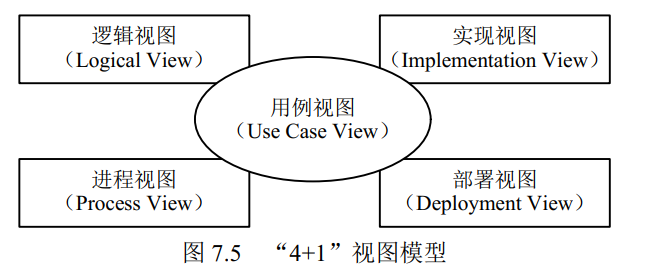 逻辑视图
（Logical View）
实现视图
（Implementation View）
用例视图
（Use Case View）
进程视图
（Process View）
部署视图
（Deployment View）
图 7.5 “4+1”视图模型